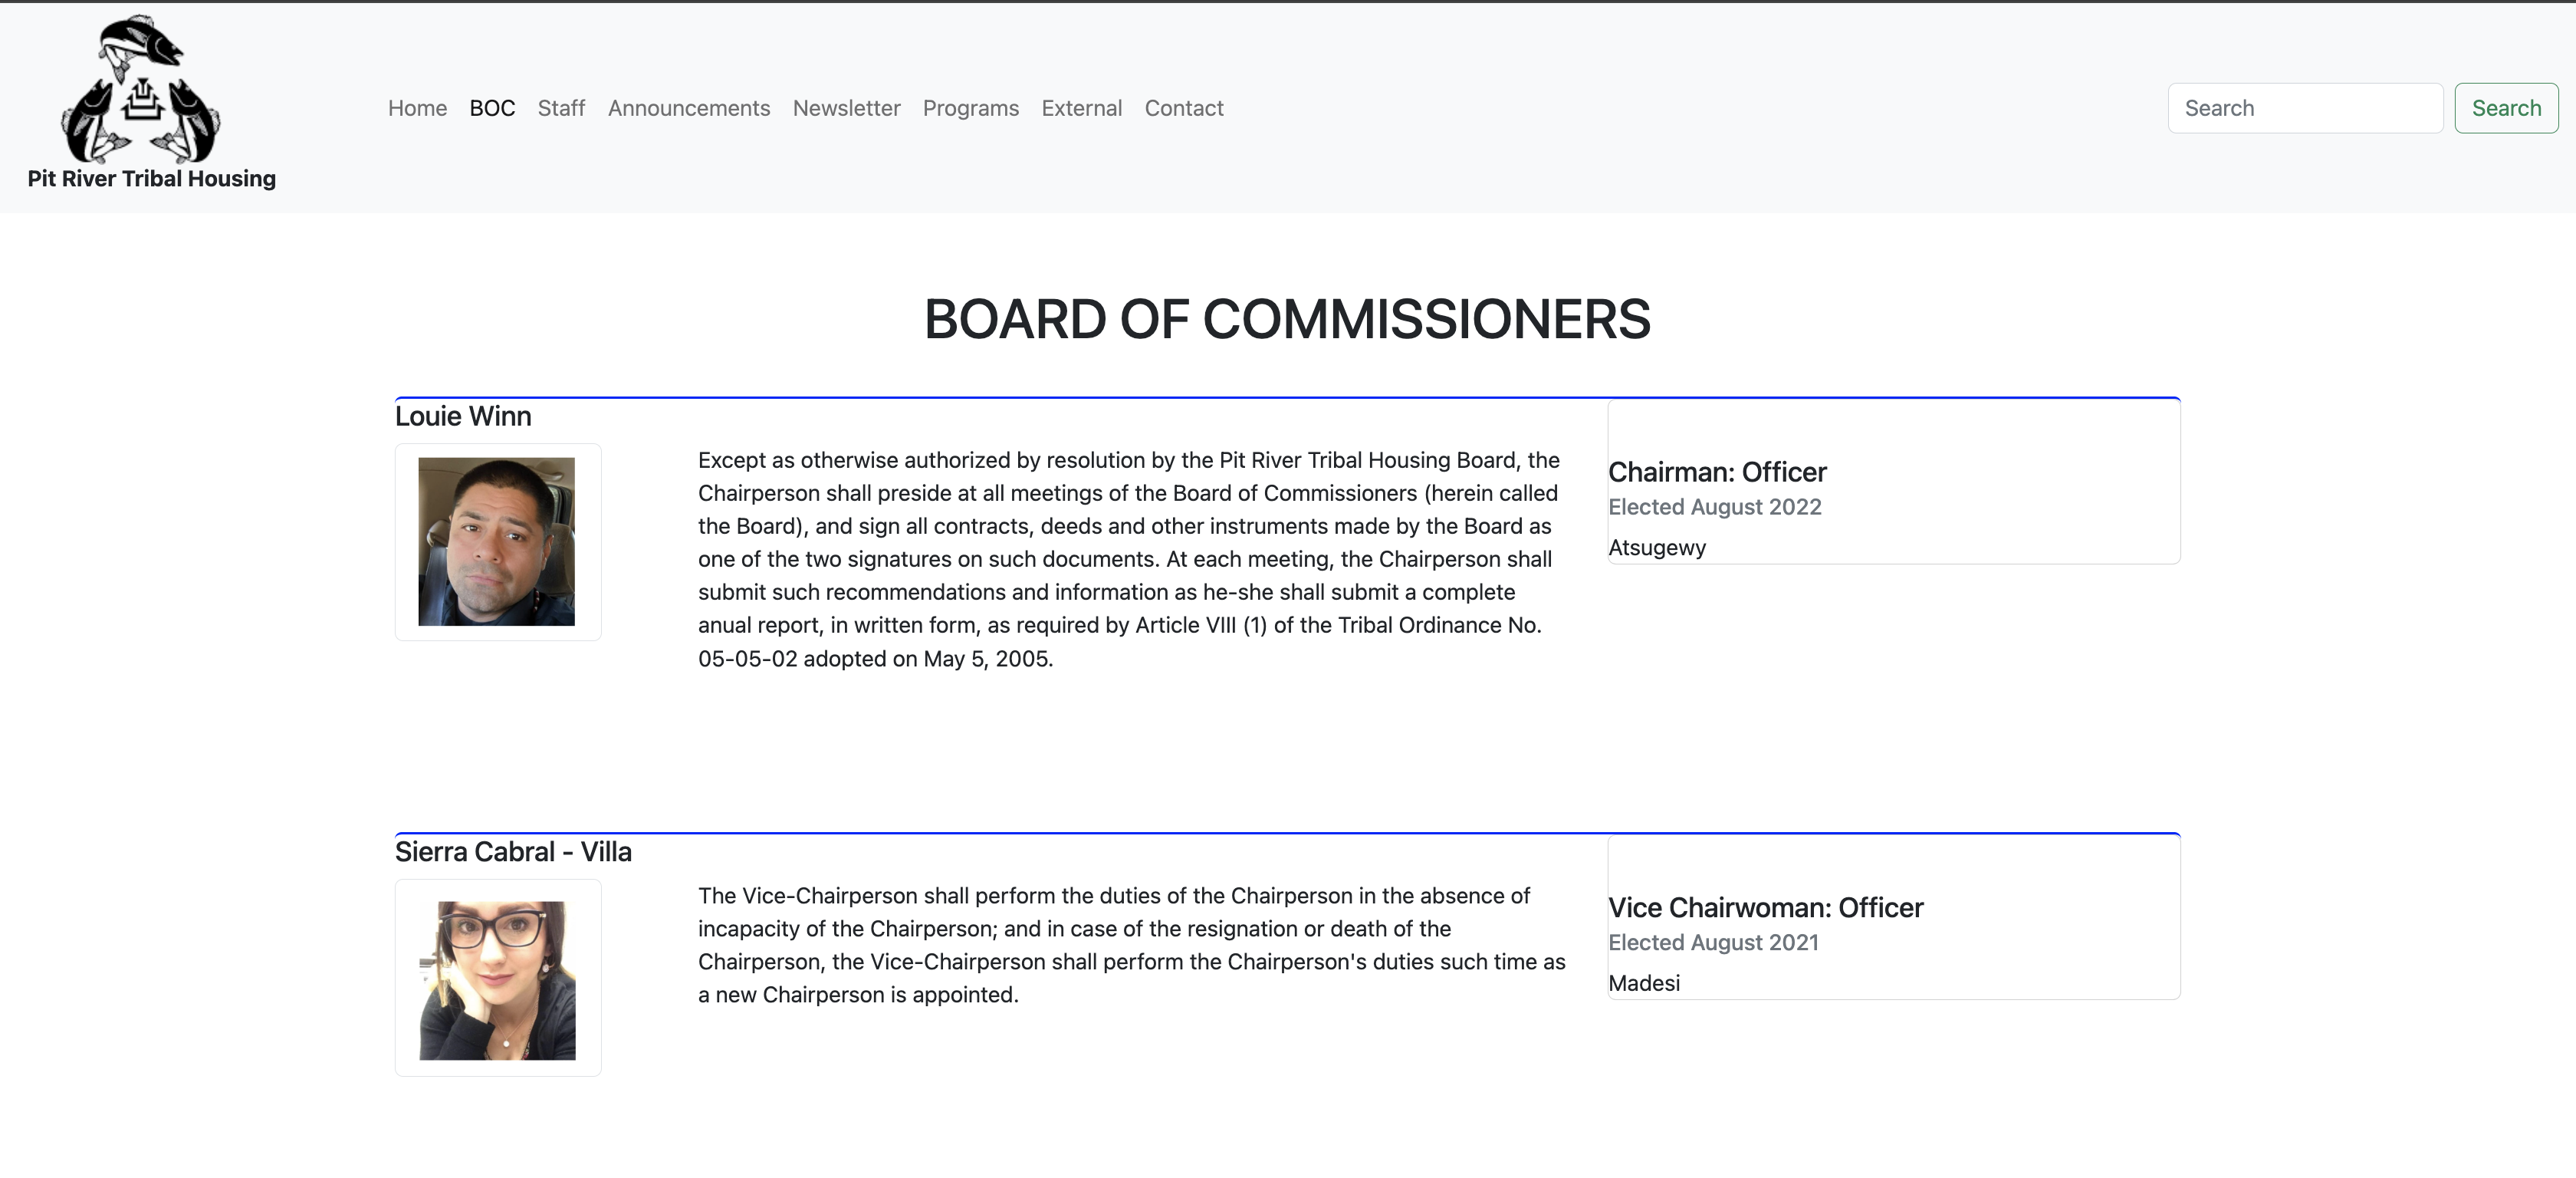 Pit River Tribal Housing
Home BOC Staff Announcements Newsletter Programs External Contact
Search Search
BOARD OF COMMISSIONERS
Louie Winn
Except as otherwise authorized by resolution by the Pit River Tribal Housing Board, the
Chairperson shall preside at all meetings of the Board of Commissioners (herein called
the Board), and sign all contracts, deeds and other instruments made by the Board as
one of the two signatures on such documents. At each meeting, the Chairperson shall
submit such recommendations and information as he-she shall submit a complete
anual report, in written form, as required by Article VIII (1) of the Tribal Ordinance No.
05-05-02 adopted on May 5, 2005.
Chairman: Officer
Elected August 2022
Atsugewy
Sierra Cabral - Villa
The Vice-Chairperson shall perform the duties of the Chairperson in the absence of
incapacity of the Chairperson; and in case of the resignation or death of the
Chairperson, the Vice-Chairperson shall perform the Chairperson's duties such time as
a new Chairperson is appointed.
Vice Chairwoman: Officer
Elected August 2021
Madesi